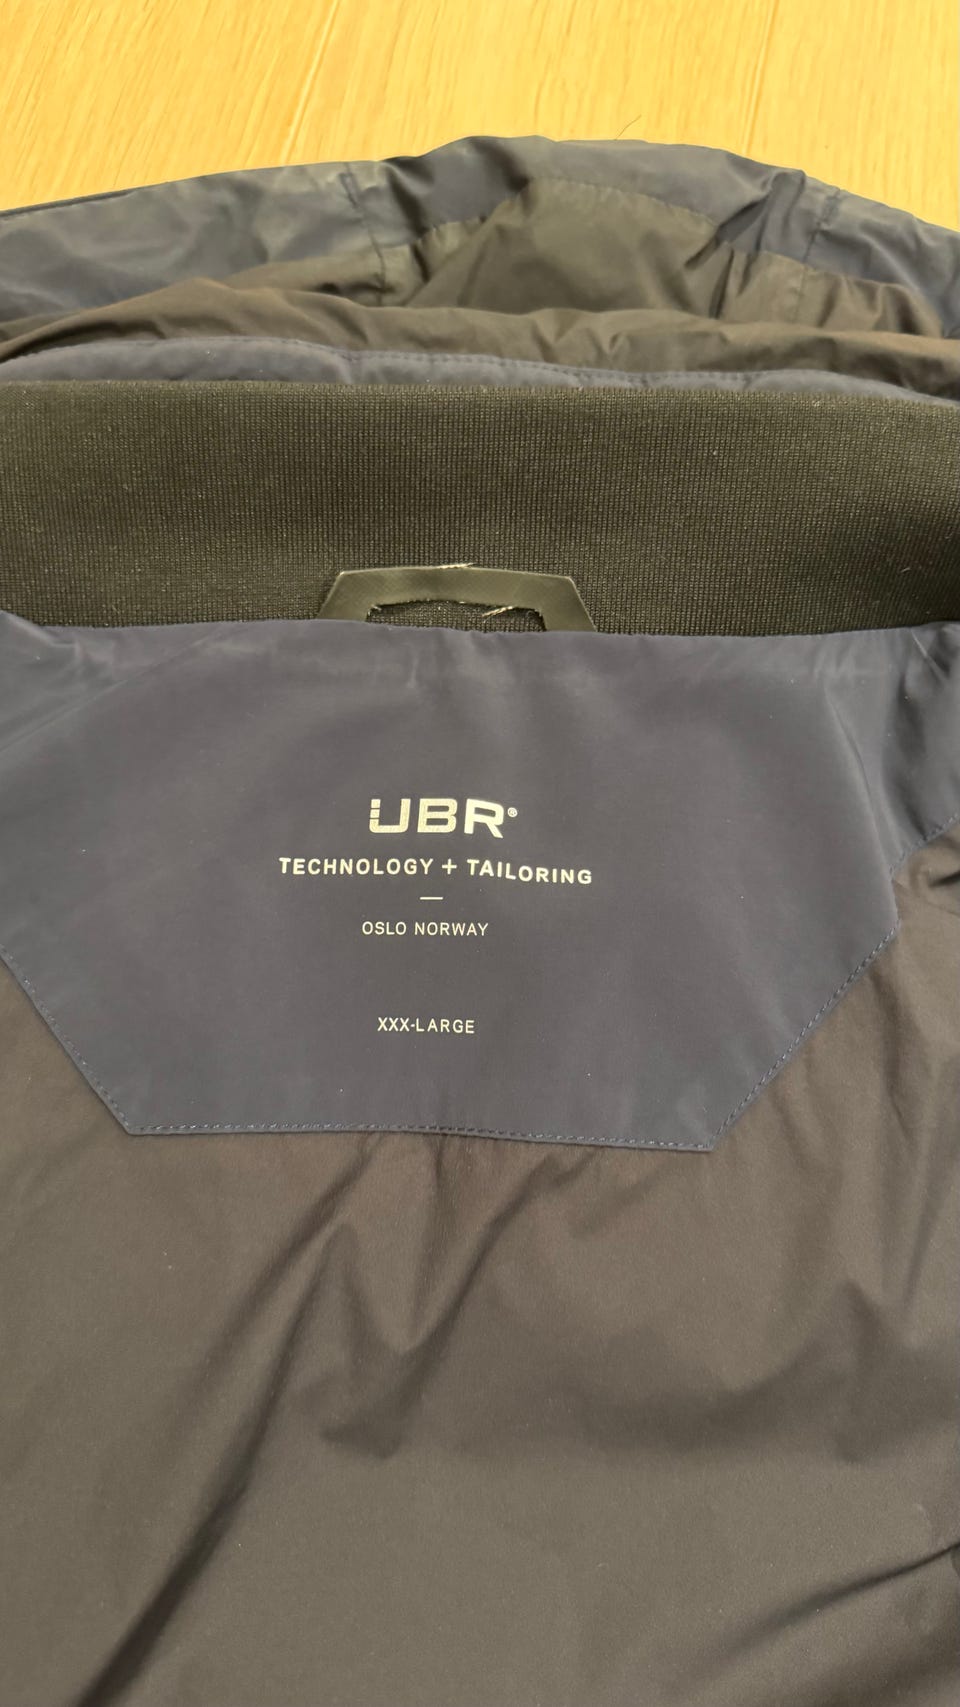 UBR®
TECHNOLOGY + TAILORING
—
OSLO NORWAY
XXX-LARGE